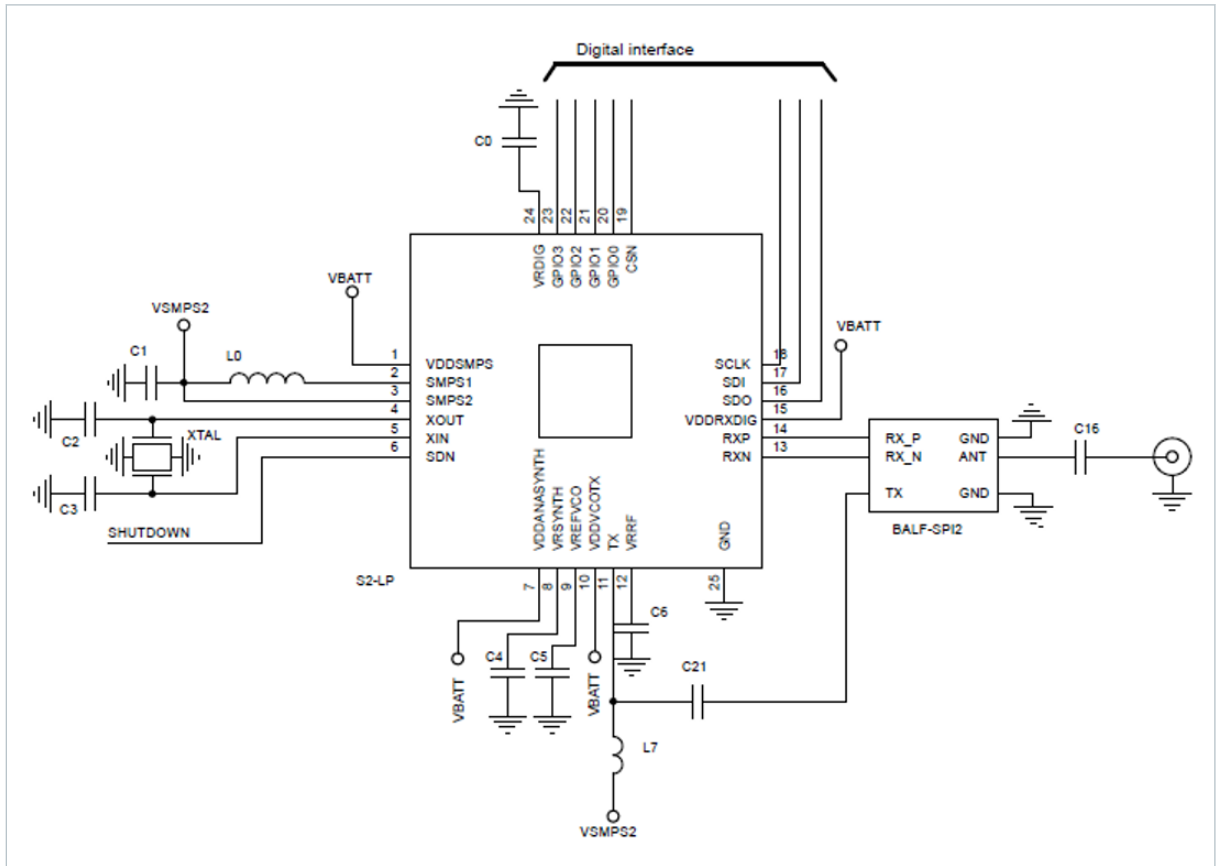 Digital interface
C0
24
23
22
21
20
19
VRDIG
GPIO3
GPIO2
GPIO1
GPIO0
CSN
VBATT
VSMPS2
C1
L0
1
VDDSMPS
2
SMPS1
3
SMPS2
4
XOUT
5
XIN
6
SDN
C2
XTAL
C3
SHUTDOWN
S2-LP
VBATT
SCLK
18
SDI
17
SDO
16
VDDRXDIG
15
RXP
14
RXN
13
RX_P
RX_N
TX
GND
ANT
GND
BALF-SPI2
C16
VDDANASYNTH
VRSYNTH
VREFVCO
VDDVCOTX
TX
VRRF
GND
7
8
9
10
11
12
25
VBATT
C4
C5
VBATT
C6
C21
L7
VSMPS2